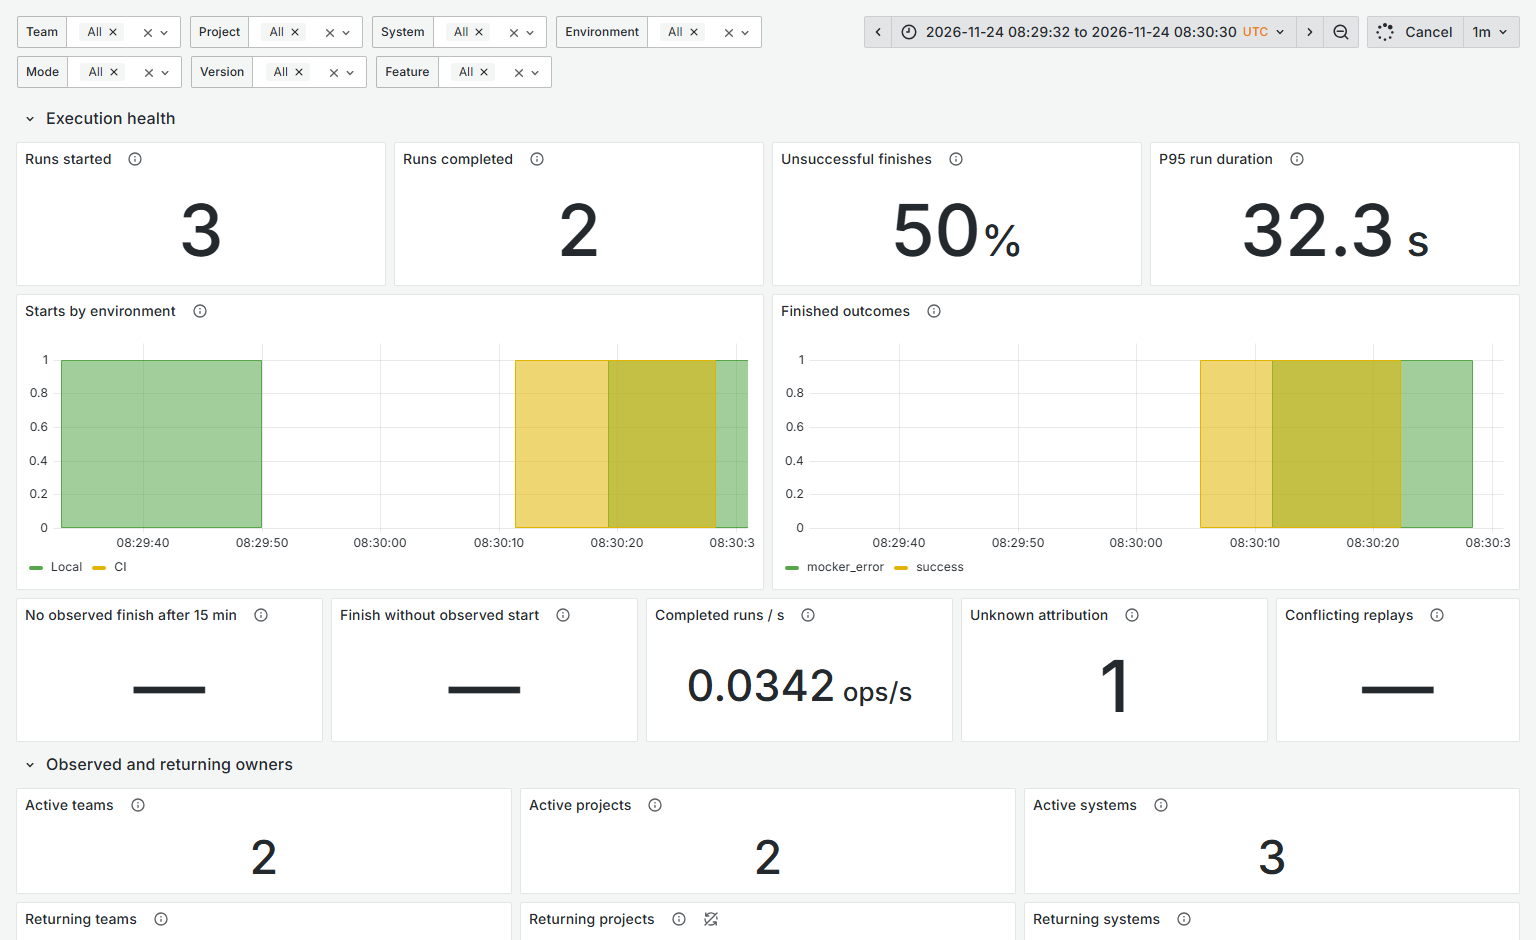 Team All Project All System All Environment All
2026-11-24 08:29:32 to 2026-11-24 08:30:30 UTC Cancel 1m
Mode All Version All Feature All
Execution health
Runs started
3
Runs completed
2
Unsuccessful finishes
50%
P95 run duration
32.3 s
Starts by environment
1
0.8
0.6
0.4
0.2
0
08:29:40 08:29:50 08:30:00 08:30:10 08:30:20 08:30:3
Local CI
Finished outcomes
1
0.8
0.6
0.4
0.2
0
08:29:40 08:29:50 08:30:00 08:30:10 08:30:20 08:30:3
mocker_error success
No observed finish after 15 min
—
Finish without observed start
—
Completed runs / s
0.0342 ops/s
Unknown attribution
1
Conflicting replays
—
Observed and returning owners
Active teams
2
Active projects
2
Active systems
3
Returning teams
Returning projects
Returning systems